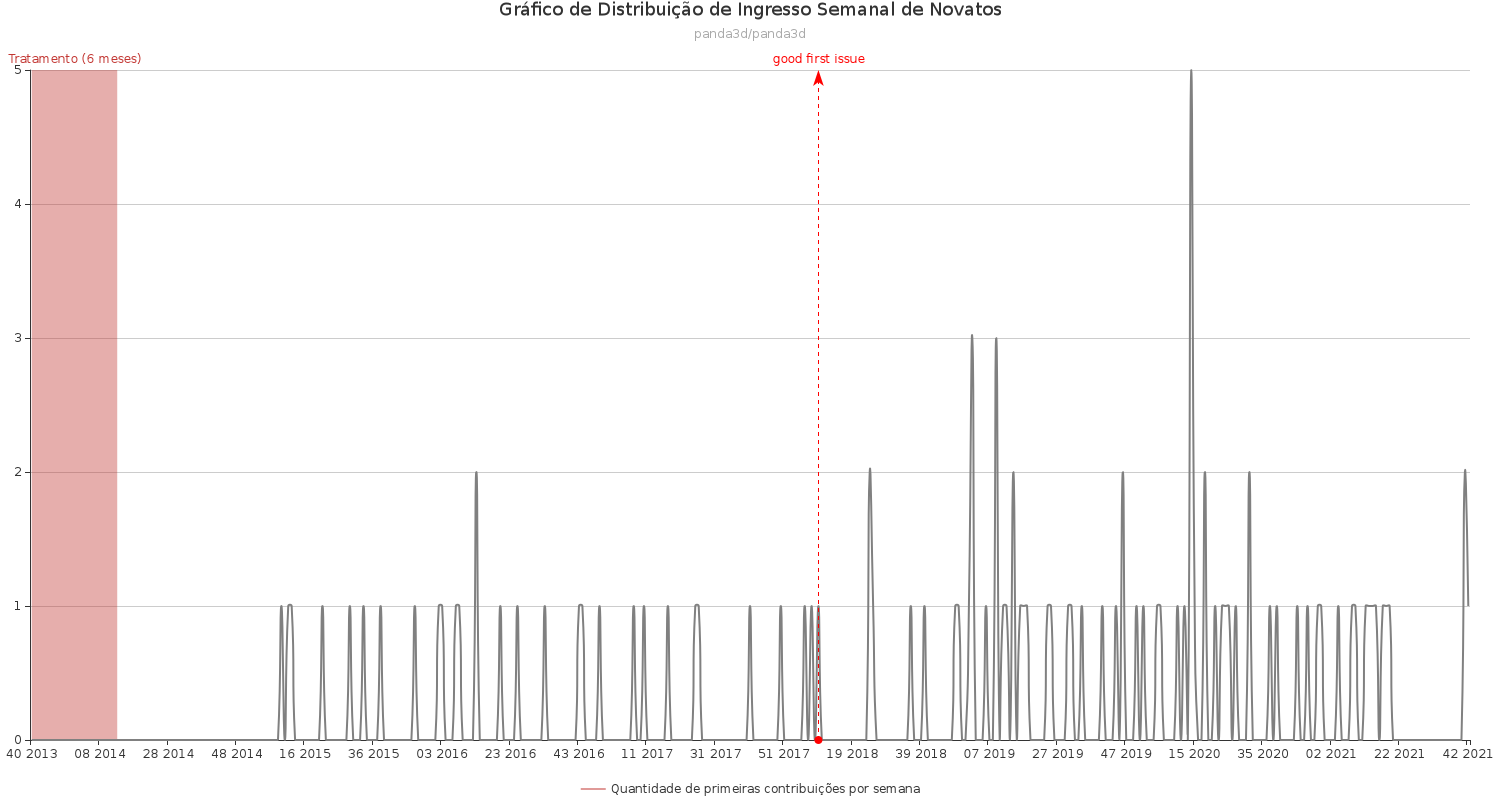 Gráfico de Distribuição de Ingresso Semanal de Novatos
panda3d/panda3d
Tratamento (6 meses)
good first issue
5
4
3
2
1
0
40 2013 08 2014 28 2014 48 2014 16 2015 36 2015 03 2016 23 2016 43 2016 11 2017 31 2017 51 2017 19 2018 39 2018 07 2019 27 2019 47 2019 15 2020 35 2020 02 2021 22 2021 42 2021
Quantidade de primeiras contribuições por semana